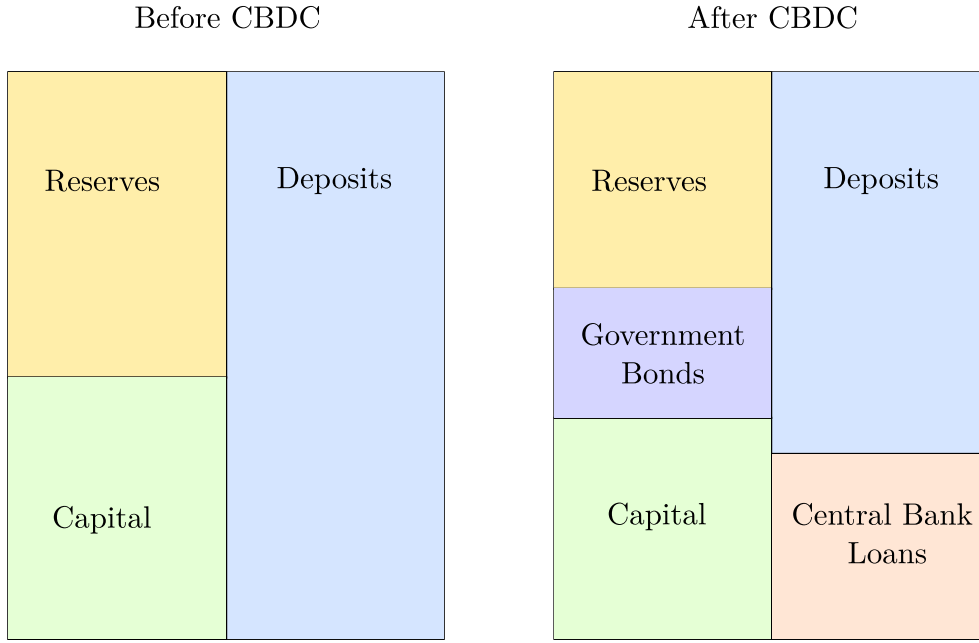 Before CBDC
Reserves
Deposits
Capital
After CBDC
Reserves
Deposits
Government
Bonds
Capital
Central Bank
Loans